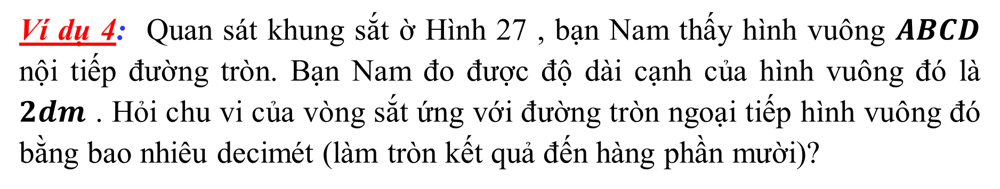 Ví dụ 4: Quan sát khung sắt ờ Hình 27 , bạn Nam thấy hình vuông ABCD
nội tiếp đường tròn. Bạn Nam đo được độ dài cạnh của hình vuông đó là
2dm . Hỏi chu vi của vòng sắt ứng với đường tròn ngoại tiếp hình vuông đó
bằng bao nhiêu decimét (làm tròn kết quả đến hàng phần mười)?